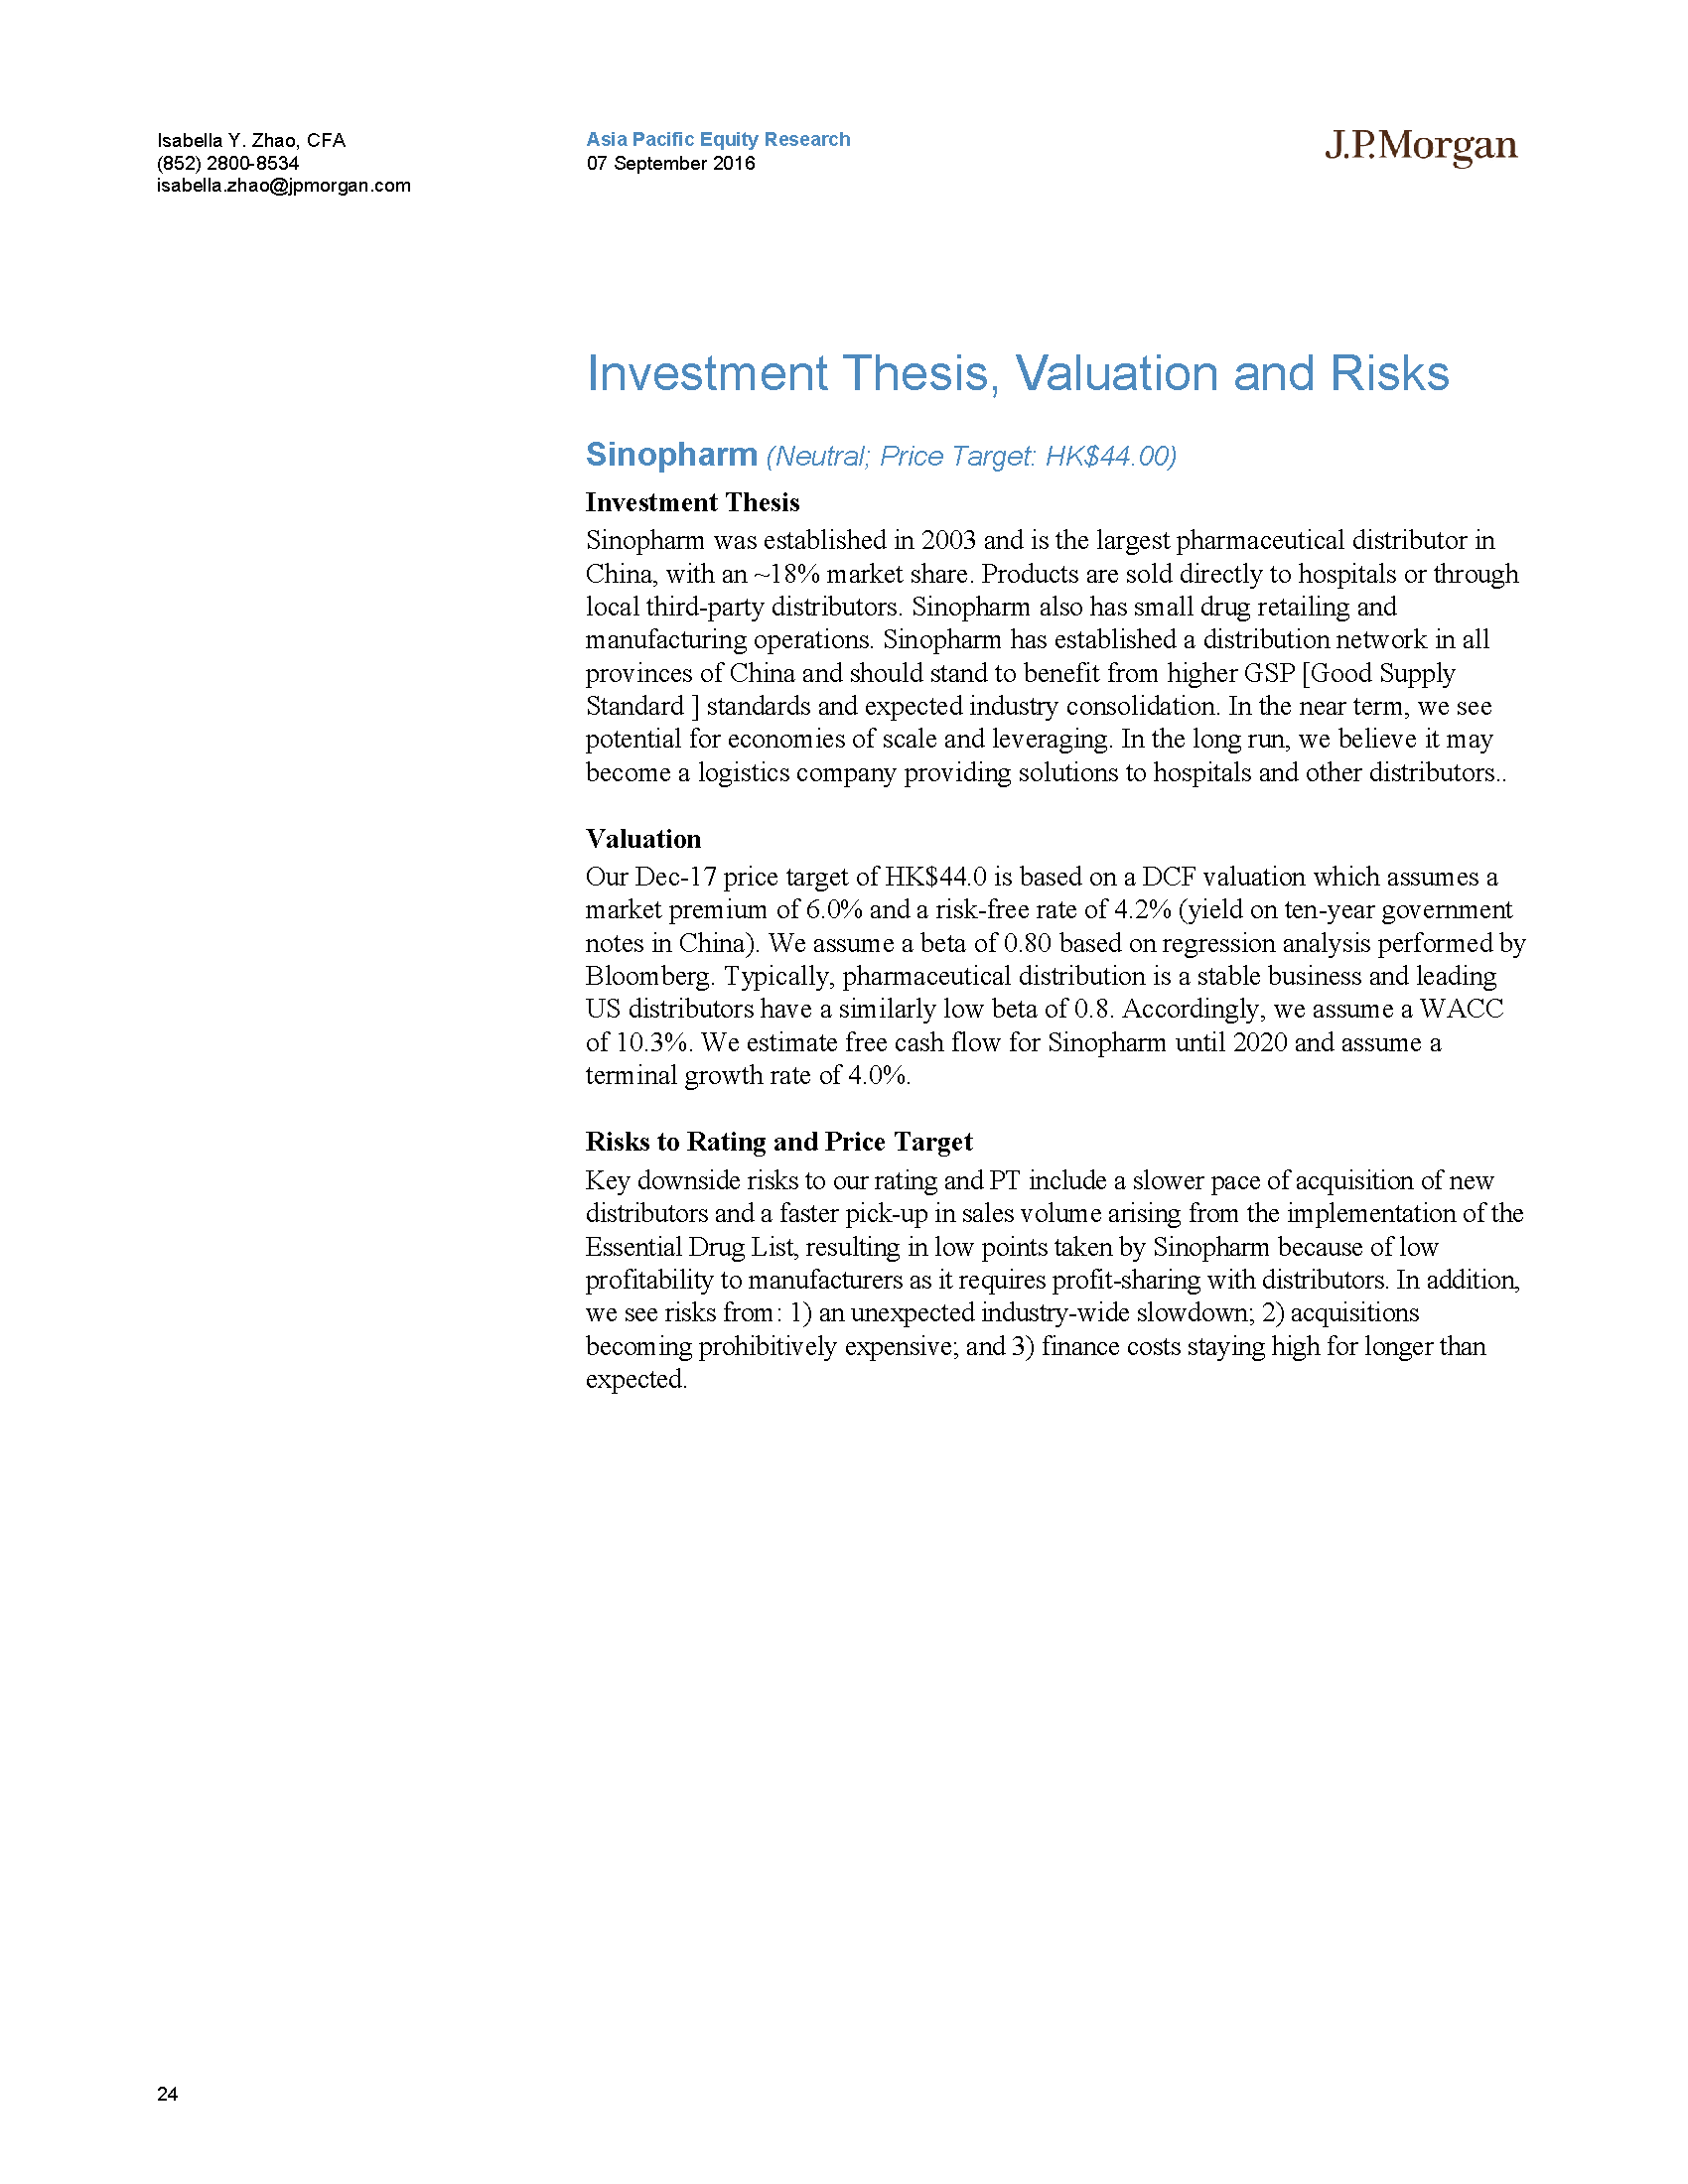 Isabella Y. Zhao, CFA
(852) 2800-8534
isabella.zhao@jpmorgan.com
Asia Pacific Equity Research
07 September 2016
J.P.Morgan
Investment Thesis, Valuation and Risks
Sinopharm (Neutral; Price Target: HK$44.00)
Investment Thesis
Sinopharm was established in 2003 and is the largest pharmaceutical distributor in
China, with an ~18% market share. Products are sold directly to hospitals or through
local third-party distributors. Sinopharm also has small drug retailing and
manufacturing operations. Sinopharm has established a distribution network in all
provinces of China and should stand to benefit from higher GSP [Good Supply
Standard ] standards and expected industry consolidation. In the near term, we see
potential for economies of scale and leveraging. In the long run, we believe it may
become a logistics company providing solutions to hospitals and other distributors..
Valuation
Our Dec-17 price target of HK$44.0 is based on a DCF valuation which assumes a
market premium of 6.0% and a risk-free rate of 4.2% (yield on ten-year government
notes in China). We assume a beta of 0.80 based on regression analysis performed by
Bloomberg. Typically, pharmaceutical distribution is a stable business and leading
US distributors have a similarly low beta of 0.8. Accordingly, we assume a WACC
of 10.3%. We estimate free cash flow for Sinopharm until 2020 and assume a
terminal growth rate of 4.0%.
Risks to Rating and Price Target
Key downside risks to our rating and PT include a slower pace of acquisition of new
distributors and a faster pick-up in sales volume arising from the implementation of the
Essential Drug List, resulting in low points taken by Sinopharm because of low
profitability to manufacturers as it requires profit-sharing with distributors. In addition,
we see risks from: 1) an unexpected industry-wide slowdown; 2) acquisitions
becoming prohibitively expensive; and 3) finance costs staying high for longer than
expected.
24